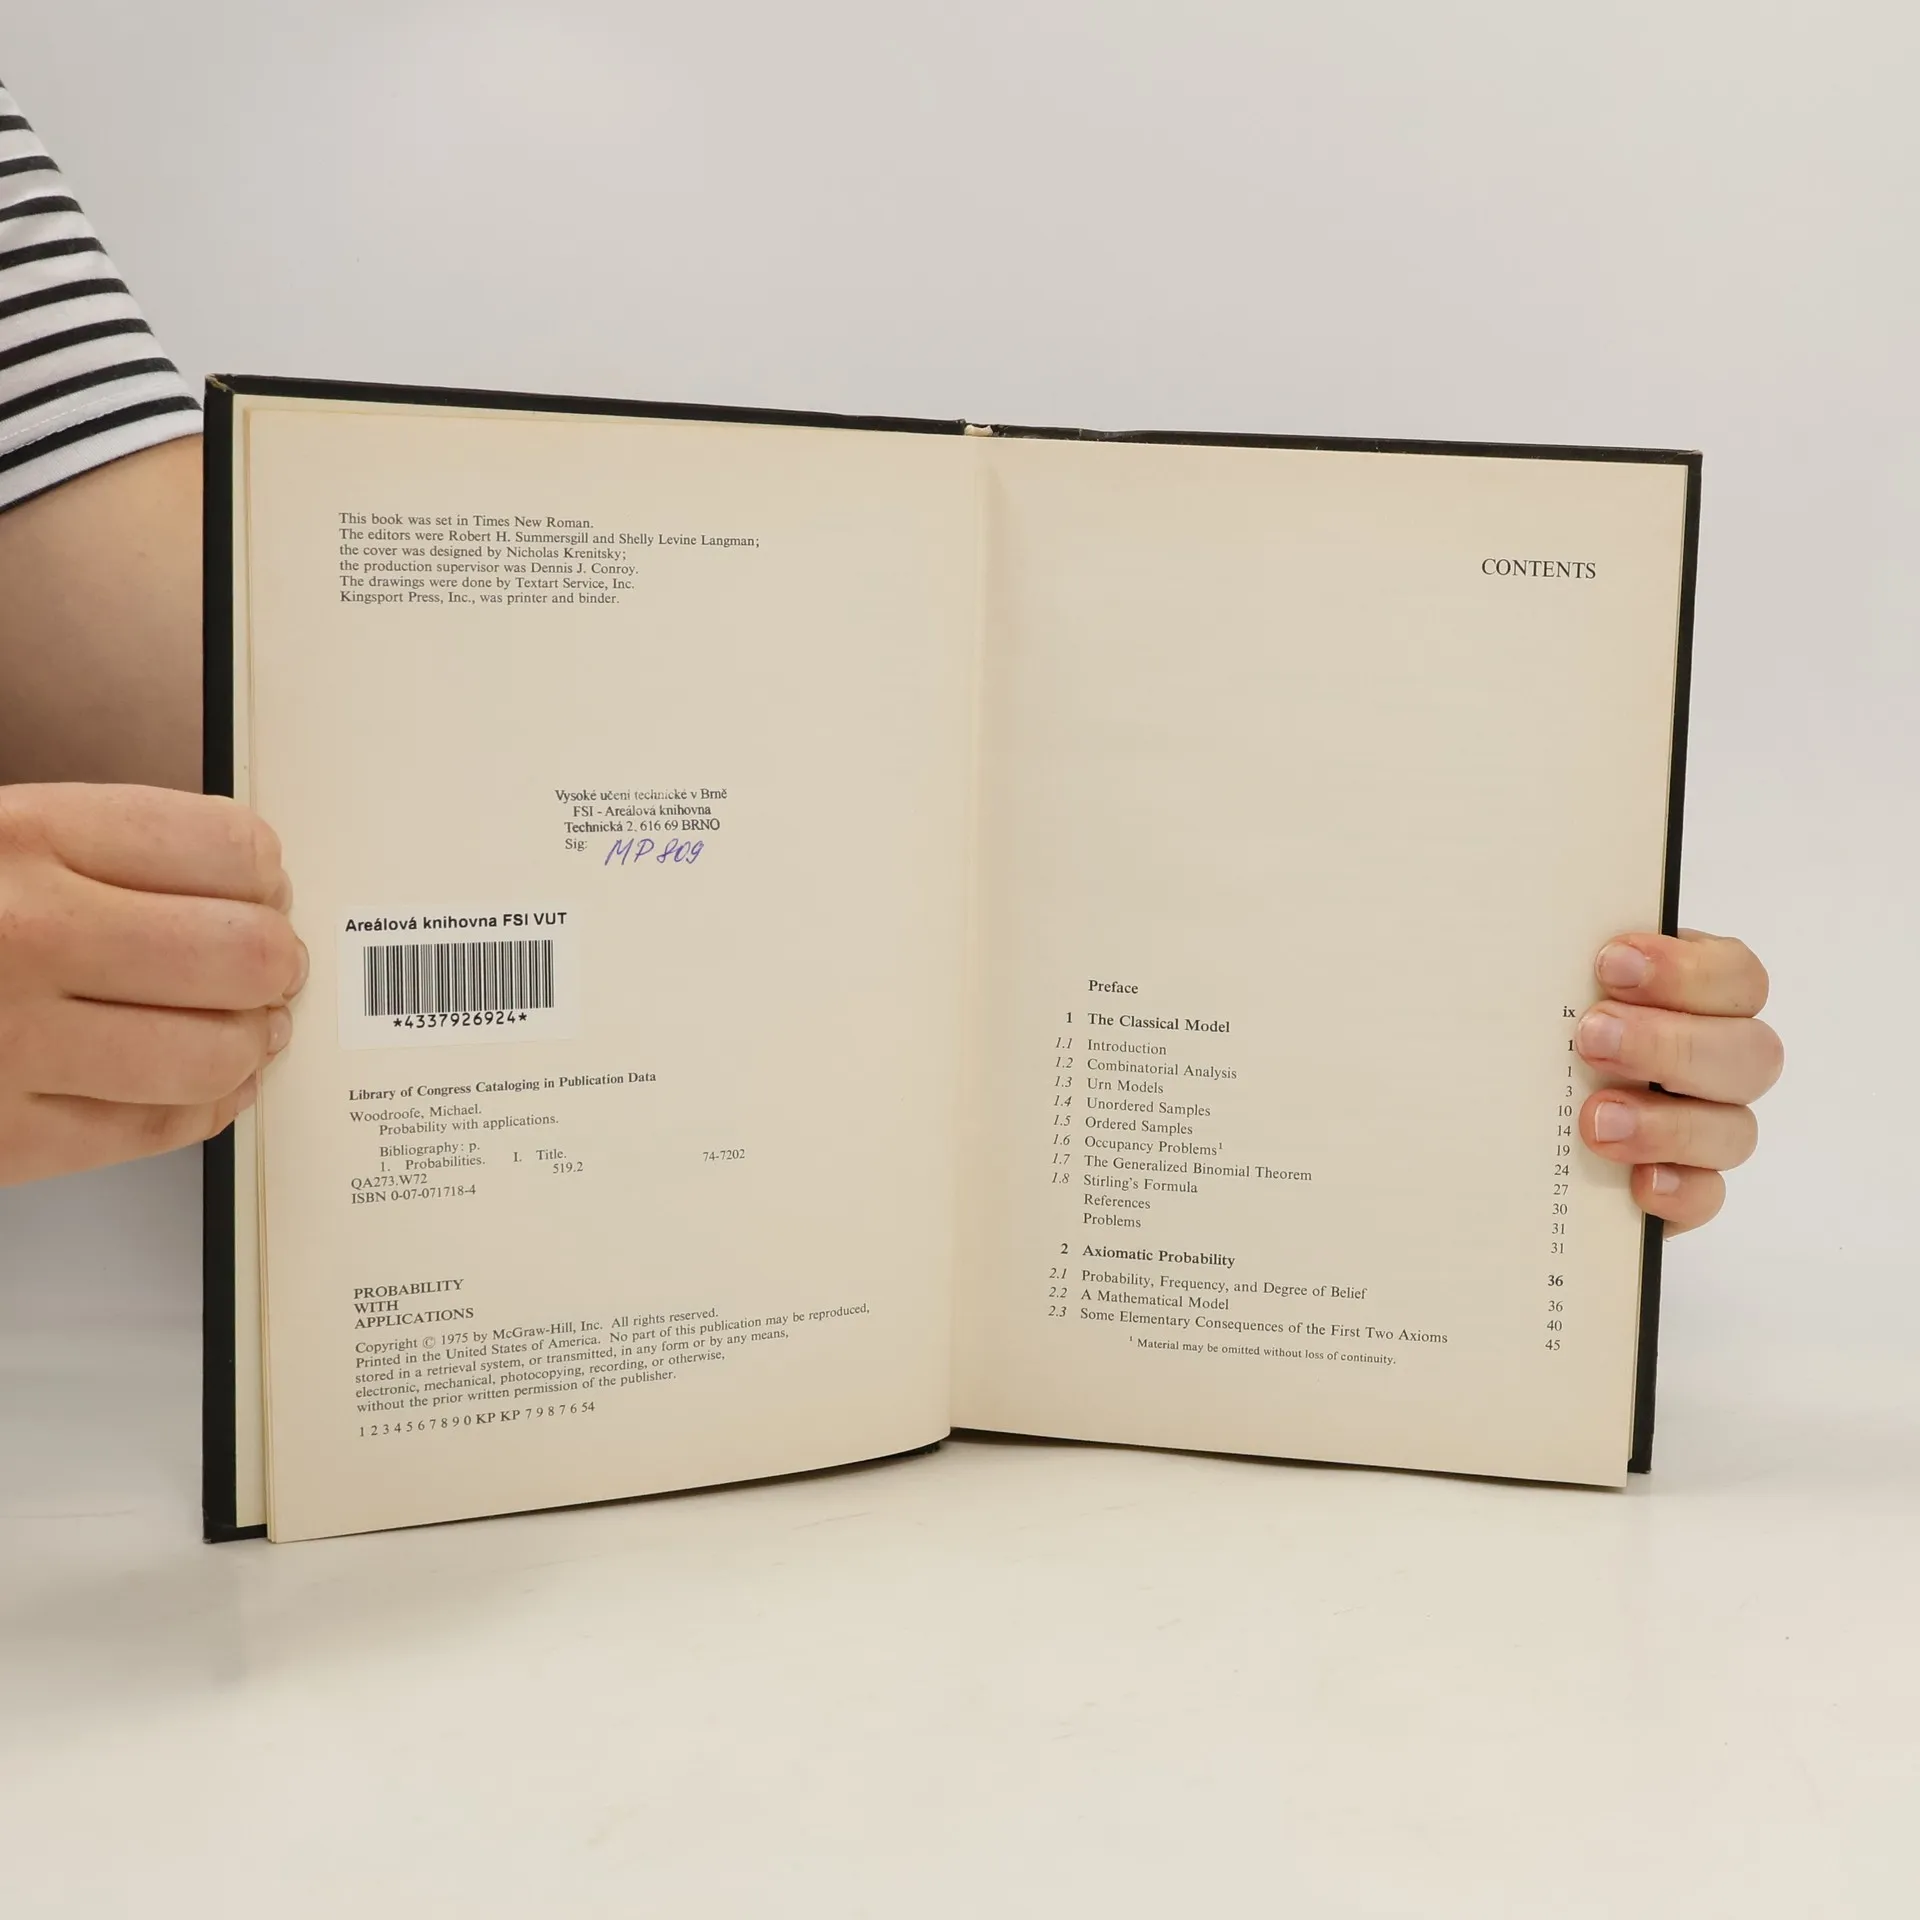 This book was set in Times New Roman.
The editors were Robert H. Summersgill and Shelly Levine Langman;
the cover was designed by Nicholas Krenitsky;
the production supervisor was Dennis J. Conroy.
The drawings were done by Textart Service, Inc.
Kingsport Press, Inc., was printer and binder.
Vysoké učení technické v Brně
FSI - Areálová knihovna
Technická 2, 616 69 BRNO
Sig: MP 809
Areálová knihovna FSI VUT
*4337926924*
Library of Congress Cataloging in Publication Data
Woodroofe, Michael.
Probability with applications.
Bibliography: p.
1. Probabilities. I. Title.
QA273.W72 519.2 74-7202
ISBN 0-07-071718-4
PROBABILITY
WITH
APPLICATIONS
Copyright © 1975 by McGraw-Hill, Inc. All rights reserved.
Printed in the United States of America. No part of this publication may be reproduced,
stored in a retrieval system, or transmitted, in any form or by any means,
electronic, mechanical, photocopying, recording, or otherwise,
without the prior written permission of the publisher.
1 2 3 4 5 6 7 8 9 0 KP KP 7 9 8 7 6 54
CONTENTS
Preface ix
1 The Classical Model 1
1.1 Introduction 1
1.2 Combinatorial Analysis 3
1.3 Urn Models 10
1.4 Unordered Samples 14
1.5 Ordered Samples 19
1.6 Occupancy Problems¹ 24
1.7 The Generalized Binomial Theorem 27
1.8 Stirling's Formula 30
References 31
Problems 31
2 Axiomatic Probability 36
2.1 Probability, Frequency, and Degree of Belief 36
2.2 A Mathematical Model 40
2.3 Some Elementary Consequences of the First Two Axioms 45
¹ Material may be omitted without loss of continuity.